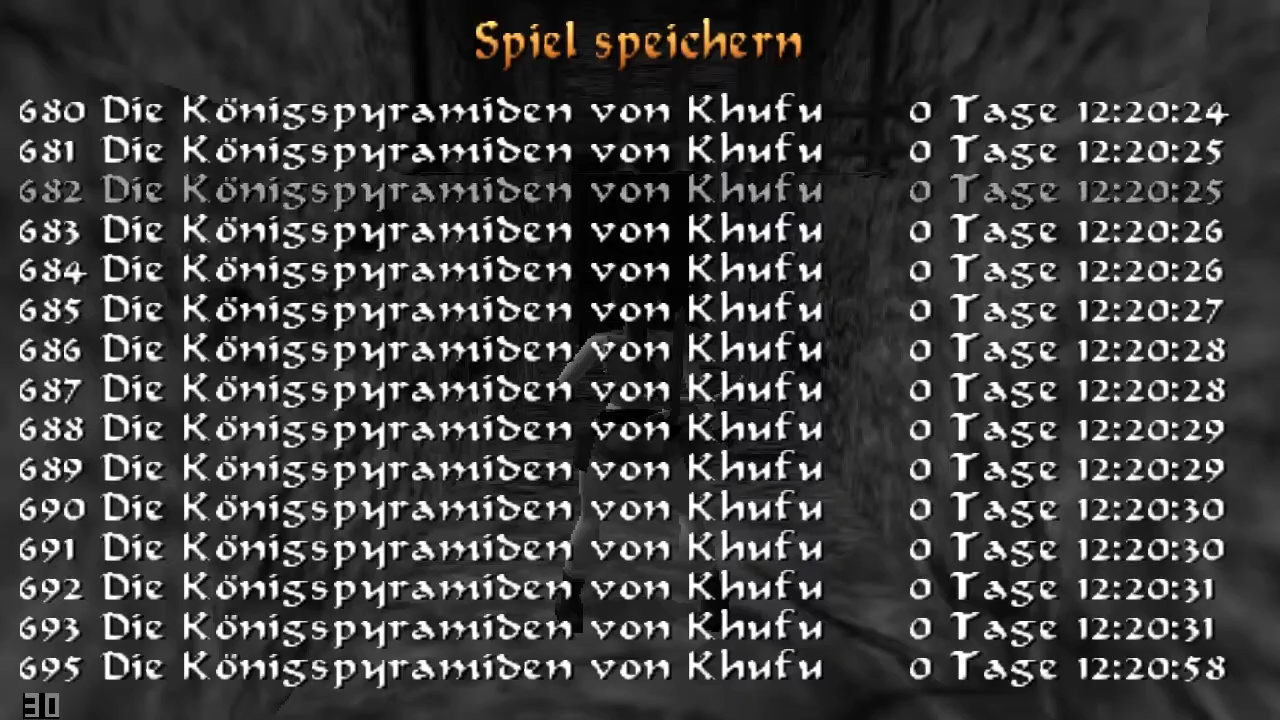 Spiel speichern
680 Die Königspyramiden von Khufu 0 Tage 12:20:24
681 Die Königspyramiden von Khufu 0 Tage 12:20:25
682 Die Königspyramiden von Khufu 0 Tage 12:20:25
683 Die Königspyramiden von Khufu 0 Tage 12:20:26
684 Die Königspyramiden von Khufu 0 Tage 12:20:26
685 Die Königspyramiden von Khufu 0 Tage 12:20:27
686 Die Königspyramiden von Khufu 0 Tage 12:20:28
687 Die Königspyramiden von Khufu 0 Tage 12:20:28
688 Die Königspyramiden von Khufu 0 Tage 12:20:29
689 Die Königspyramiden von Khufu 0 Tage 12:20:29
690 Die Königspyramiden von Khufu 0 Tage 12:20:30
691 Die Königspyramiden von Khufu 0 Tage 12:20:30
692 Die Königspyramiden von Khufu 0 Tage 12:20:31
693 Die Königspyramiden von Khufu 0 Tage 12:20:31
695 Die Königspyramiden von Khufu 0 Tage 12:20:58
30